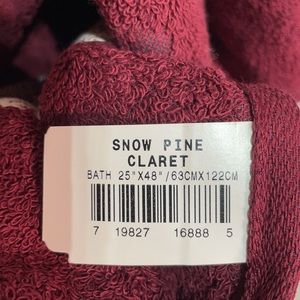 SNOW PINE
CLARET
BATH 25"X48"/63CMX122CM
7 19827 16888 5